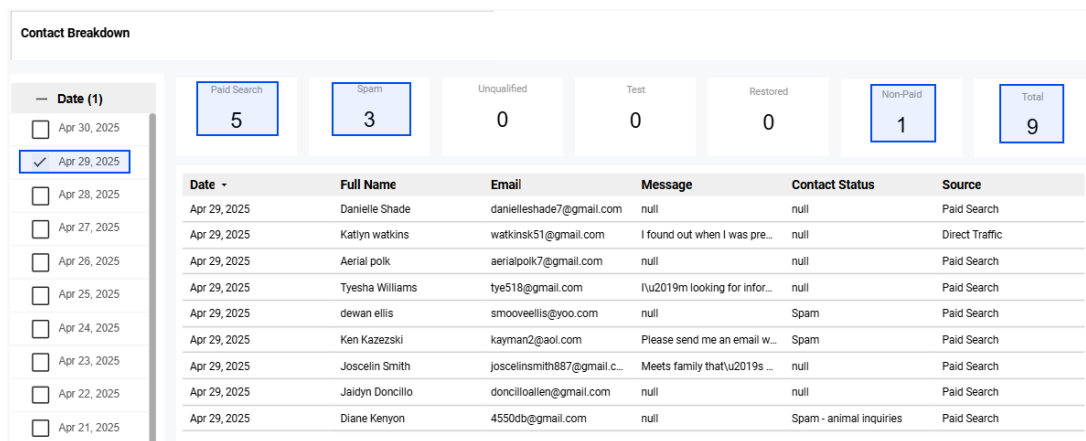 Contact Breakdown
Date (1)
Apr 30, 2025
Apr 29, 2025
Apr 28, 2025
Apr 27, 2025
Apr 26, 2025
Apr 25, 2025
Apr 24, 2025
Apr 23, 2025
Apr 22, 2025
Apr 21, 2025
Paid Search Spam Unqualified Test Restored Non-Paid Total
5 3 0 0 0 1 9
Date Full Name Email Message Contact Status Source
Apr 29, 2025 Danielle Shade danielleshade7@gmail.com null null Paid Search
Apr 29, 2025 Katlyn watkins watkinsk51@gmail.com I found out when I was pre... null Direct Traffic
Apr 29, 2025 Aerial polk aerialpolk7@gmail.com null null Paid Search
Apr 29, 2025 Tyesha Williams tye518@gmail.com I\u2019m looking for infor... null Paid Search
Apr 29, 2025 dewan ellis smooveellis@yoo.com null Spam Paid Search
Apr 29, 2025 Ken Kazezski kayman2@aol.com Please send me an email w... Spam Paid Search
Apr 29, 2025 Joscelin Smith joscelinsmith887@gmail.c... Meets family that\u2019s ... null Paid Search
Apr 29, 2025 Jaidyn Doncillo doncilloallen@gmail.com null null Paid Search
Apr 29, 2025 Diane Kenyon 4550db@gmail.com null Spam - animal inquiries Paid Search